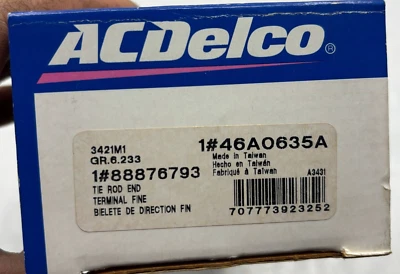 ACDelco®
3421M1
GR.6.233
1#88876793
TIE ROD END
TERMINAL FINE
BIELETE DE DIRECTION FIN
1#46A0635A
Made in Taiwan
Hecho en Taiwán
Fabriqué à Taiwan
A3431
707773923252